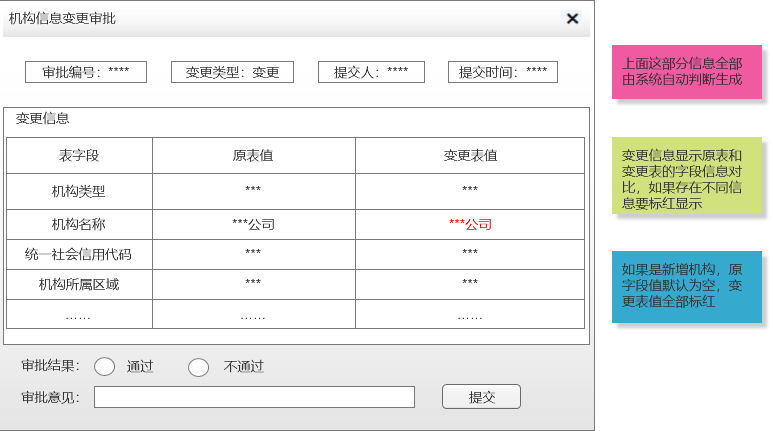 机构信息变更审批
审批编号：****  变更类型：变更  提交人：****  提交时间：****
变更信息
表字段  原表值  变更表值
机构类型  ***  ***
机构名称  ***公司  ***公司
统一社会信用代码  ***  ***
机构所属区域  ***  ***
……  ……  ……
审批结果：  通过  不通过
审批意见：  提交
上面这部分信息全部
由系统自动判断生成
变更信息显示原表和
变更表的字段信息对
比，如果存在不同信
息要标红显示
如果是新增机构，原
字段值默认为空，变
更表值全部标红